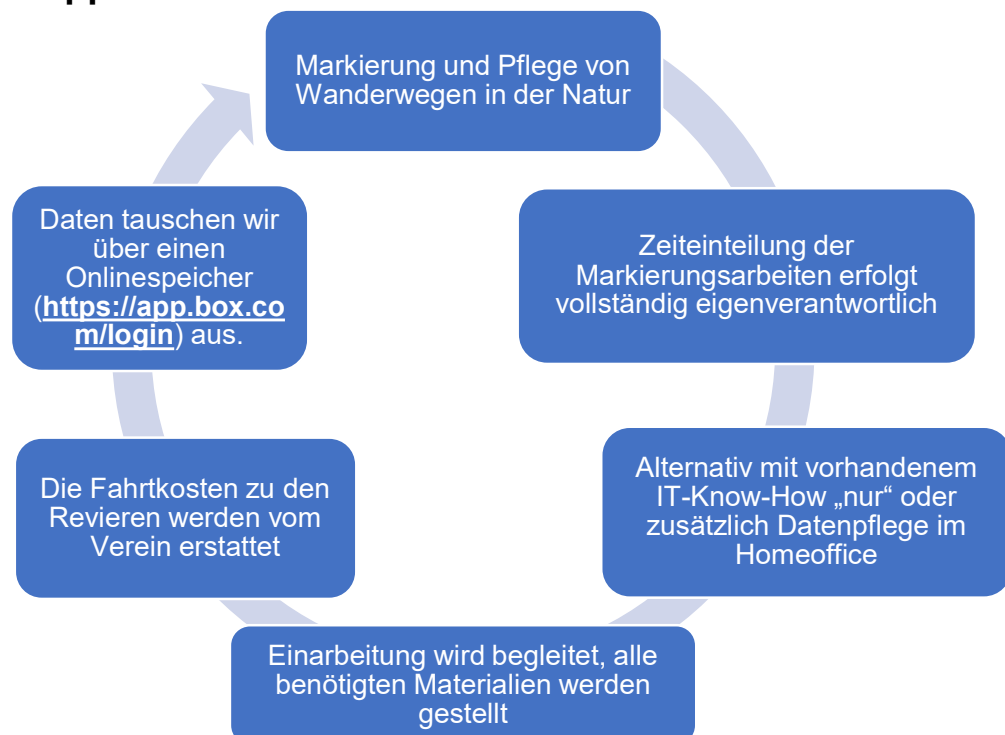 Markierung und Pflege von
Wanderwegen in der Natur
Zeiteinteilung der
Markierungsarbeiten erfolgt
vollständig eigenverantwortlich
Alternativ mit vorhandenem
IT-Know-How „nur“ oder
zusätzlich Datenpflege im
Homeoffice
Einarbeitung wird begleitet, alle
benötigten Materialien werden
gestellt
Die Fahrtkosten zu den
Revieren werden vom
Verein erstattet
Daten tauschen wir
über einen
Onlinespeicher
(https://app.box.co
m/login) aus.